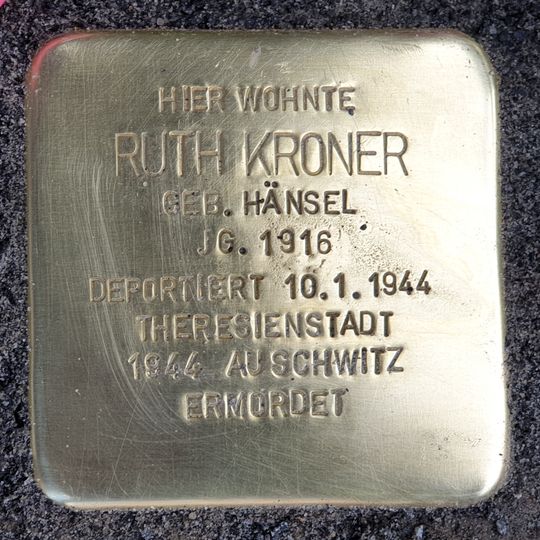 HIER WOHNTE
RUTH KRONER
GEB. HÄNSEL
JG. 1916
DEPORTIERT 10.1.1944
THERESIENSTADT
1944 AUSCHWITZ
ERMORDET